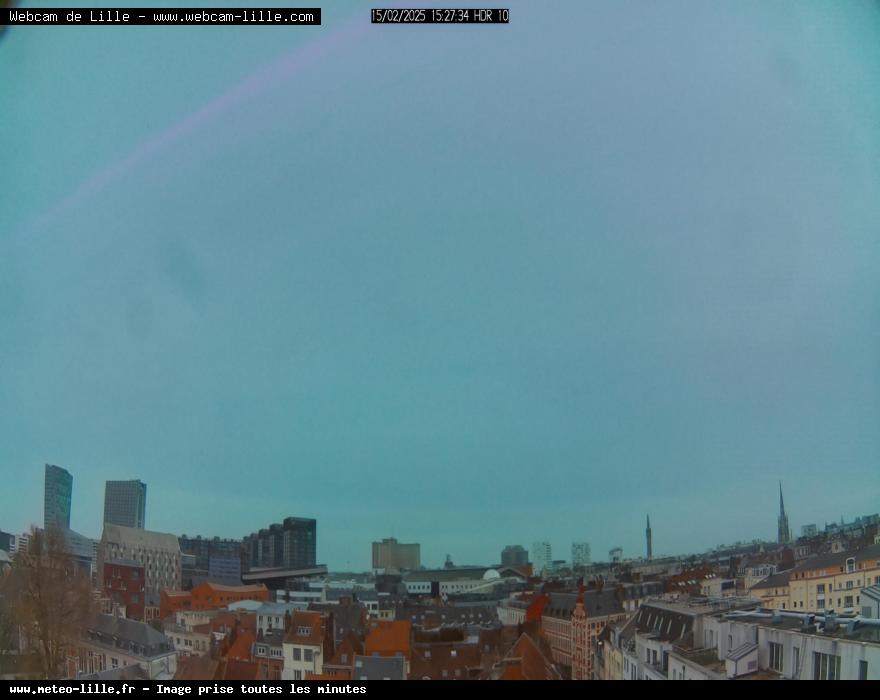 Webcam de Lille - www.webcam-lille.com
15/02/2025 15:27:34 HDR 10
www.meteo-lille.fr - Image prise toutes les minutes